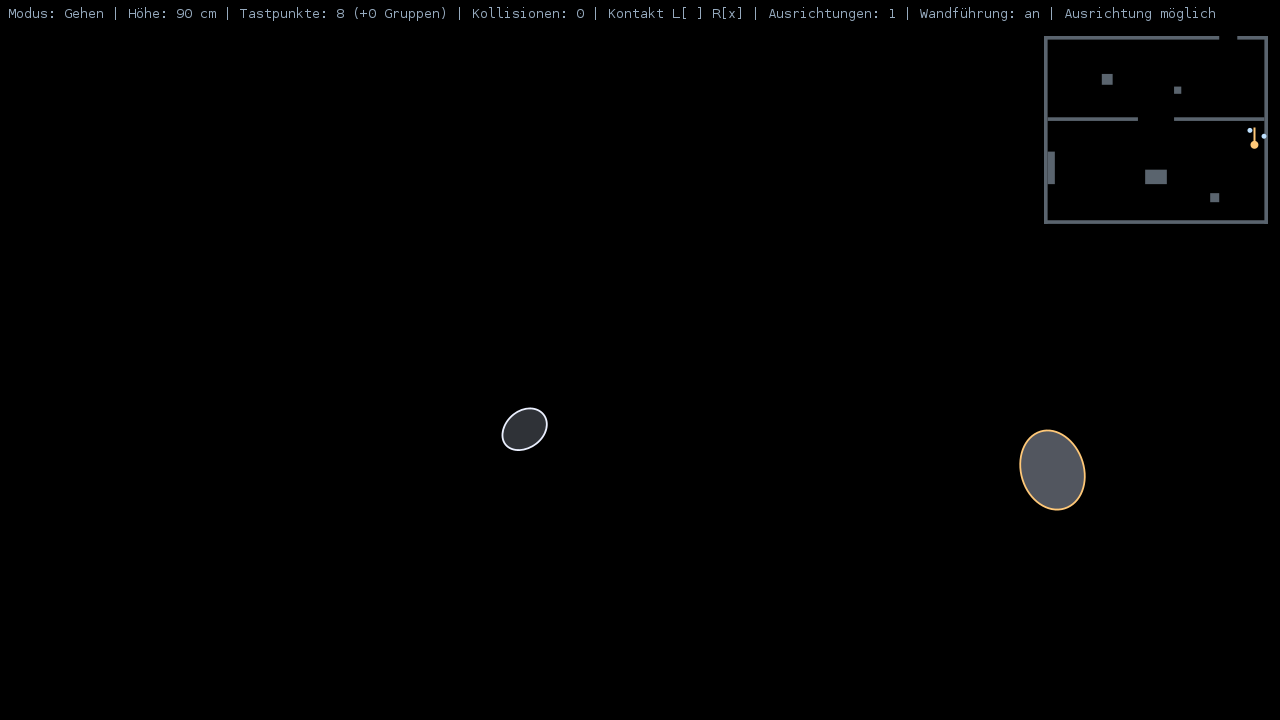 Modus: Gehen | Höhe: 90 cm | Tastpunkte: 8 (+0 Gruppen) | Kollisionen: 0 | Kontakt L[ ] R[x] | Ausrichtungen: 1 | Wandführung: an | Ausrichtung möglich